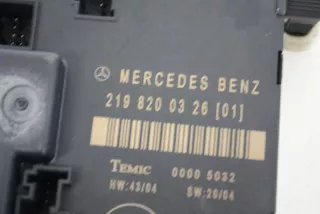 MERCEDES BENZ
219 820 03 26 [01]
TEMIC 0000 5032
HW:43/04 SW:20/04